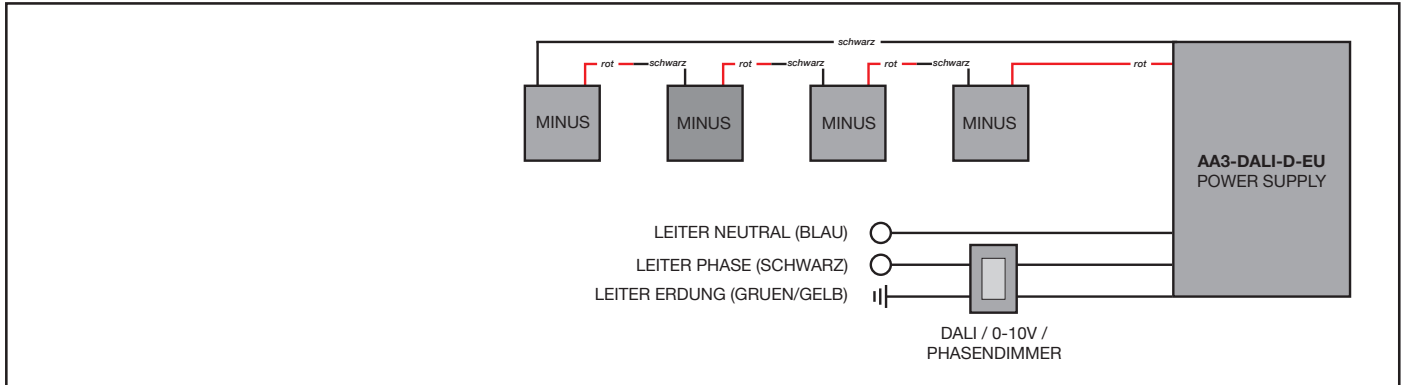 schwarz
rot schwarz rot schwarz rot schwarz rot
MINUS MINUS MINUS MINUS
AA3-DALI-D-EU
POWER SUPPLY
LEITER NEUTRAL (BLAU)
LEITER PHASE (SCHWARZ)
LEITER ERDUNG (GRUEN/GELB)
DALI / 0-10V /
PHASENDIMMER